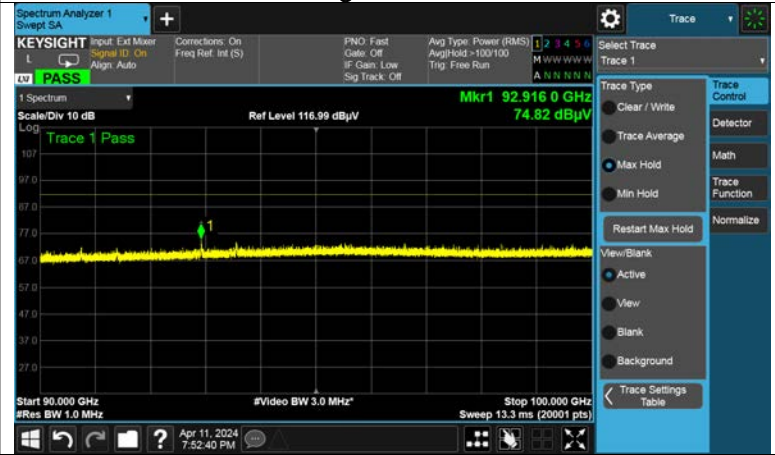 Spectrum Analyzer 1
Swept SA
+
Trace
KEYSIGHT
Input: Ext Mixer
Signal ID: On
Align: Auto
Corrections: On
Freq Ref: Int (S)
PNO: Fast
Gate: Off
IF Gain: Low
Sig Track: Off
Avg Type: Power (RMS)
Avg|Hold:>100/100
Trig: Free Run
1 2 3 4 5 6
M W W W W W
A N N N N N
L
LXI
PASS
Select Trace
Trace 1
1 Spectrum
Scale/Div 10 dB
Ref Level 116.99 dBµV
Mkr1 92.916 0 GHz
74.82 dBµV
Log
Trace 1 Pass
107
97.0
87.0
77.0
67.0
57.0
47.0
37.0
27.0
1
Start 90.000 GHz
#Res BW 1.0 MHz
#Video BW 3.0 MHz*
Stop 100.000 GHz
Sweep 13.3 ms (20001 pts)
Trace Type
Clear / Write
Trace Average
Max Hold
Min Hold
Restart Max Hold
View/Blank
Active
View
Blank
Background
Trace Settings
Table
Trace
Control
Detector
Math
Trace
Function
Normalize
?
Apr 11, 2024
7:52:40 PM